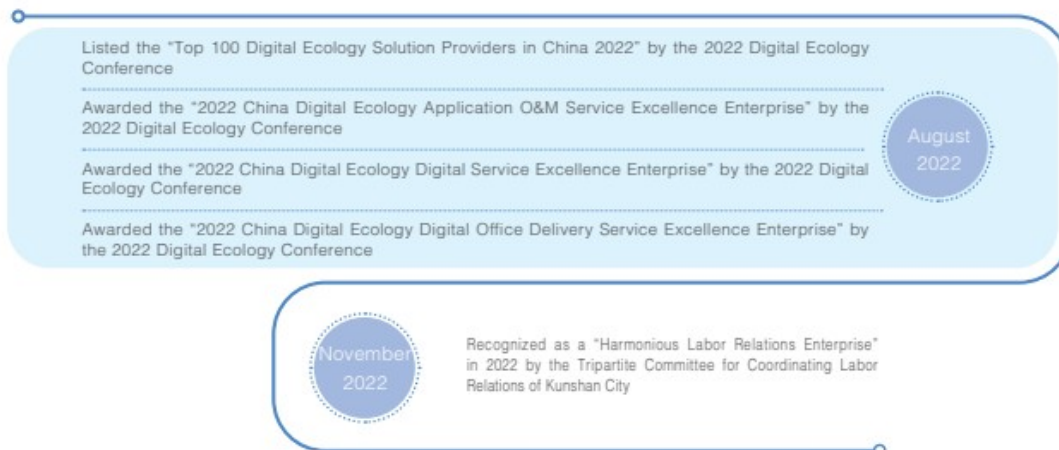 Listed the “Top 100 Digital Ecology Solution Providers in China 2022” by the 2022 Digital Ecology
Conference
Awarded the “2022 China Digital Ecology Application O&M Service Excellence Enterprise” by the
2022 Digital Ecology Conference
Awarded the “2022 China Digital Ecology Digital Service Excellence Enterprise” by the 2022 Digital
Ecology Conference
Awarded the “2022 China Digital Ecology Digital Office Delivery Service Excellence Enterprise” by
the 2022 Digital Ecology Conference
August
2022
November
2022
Recognized as a “Harmonious Labor Relations Enterprise”
in 2022 by the Tripartite Committee for Coordinating Labor
Relations of Kunshan City